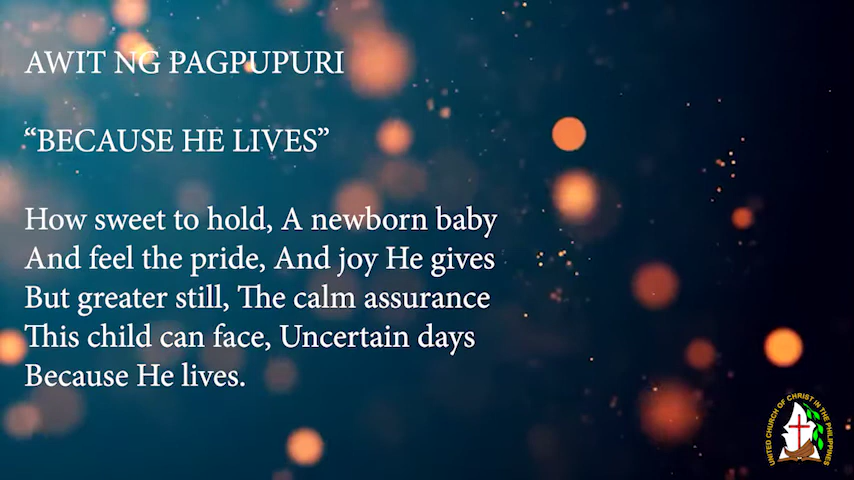 AWIT NG PAGPUPURI
“BECAUSE HE LIVES”
How sweet to hold, A newborn baby
And feel the pride, And joy He gives
But greater still, The calm assurance
This child can face, Uncertain days
Because He lives.
UNITED CHURCH OF CHRIST IN THE PHILIPPINES